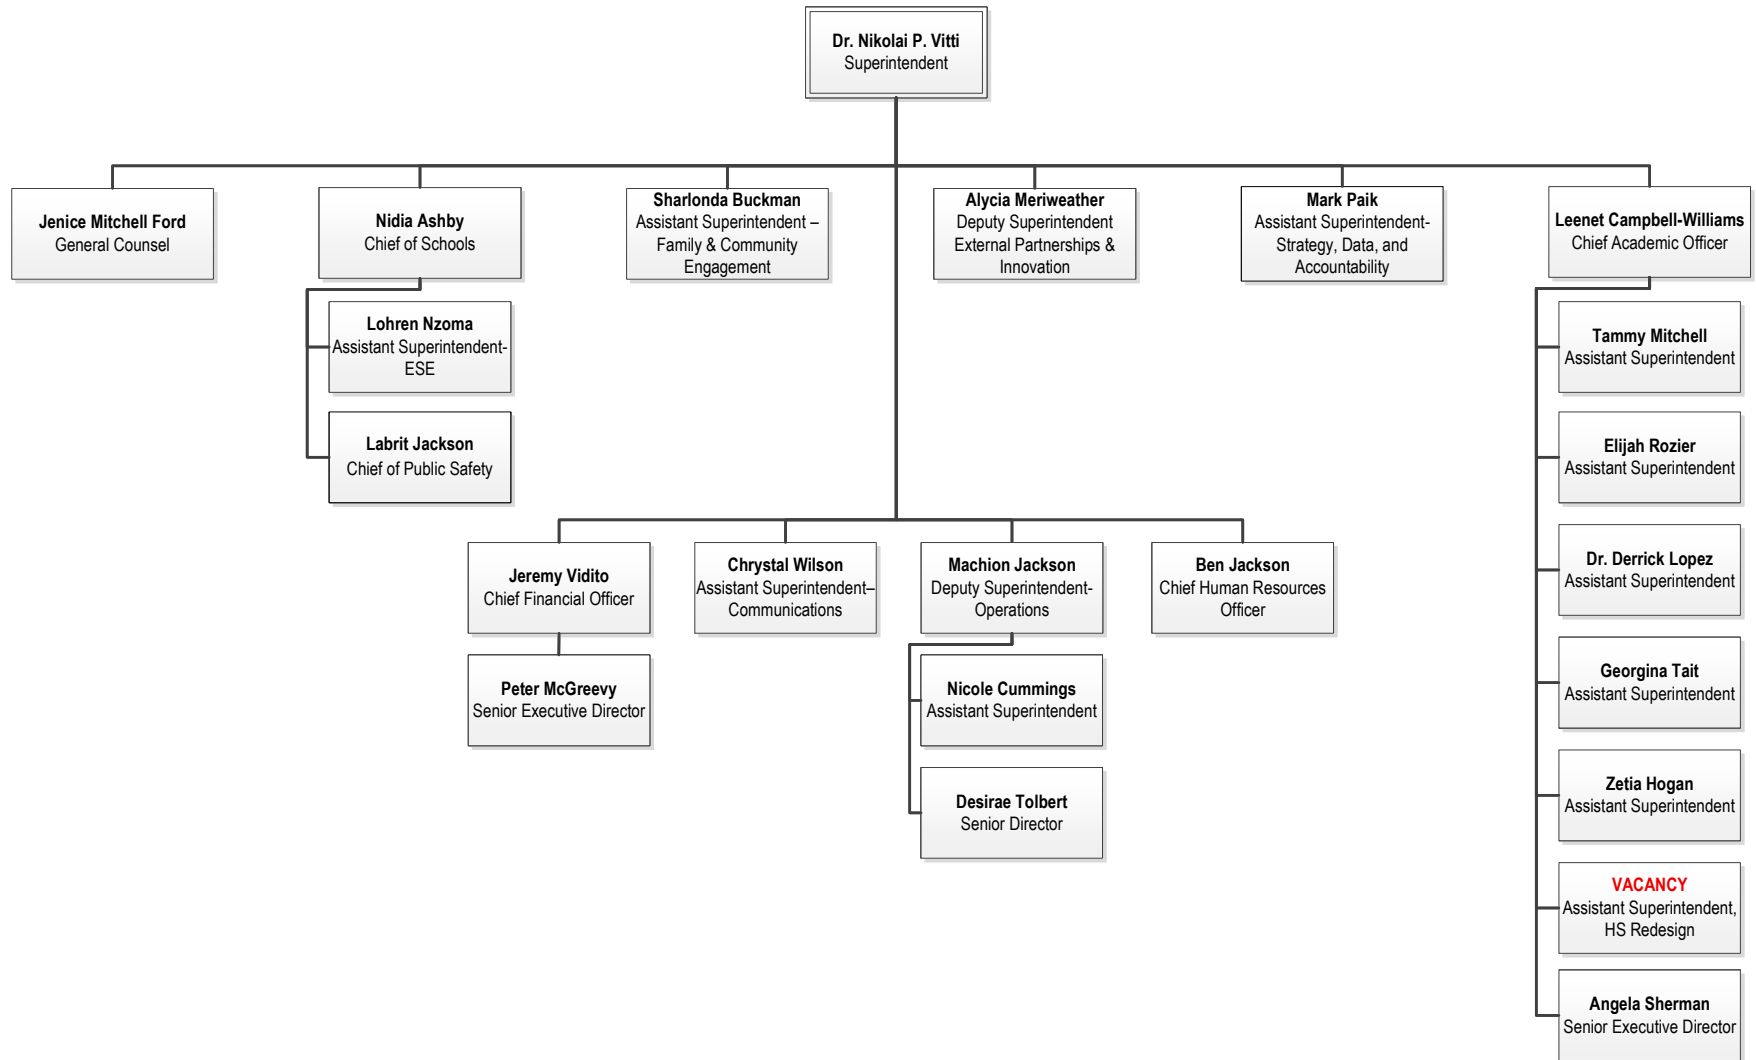 Dr. Nikolai P. Vitti
Superintendent
Jenice Mitchell Ford
General Counsel
Nidia Ashby
Chief of Schools
Sharlonda Buckman
Assistant Superintendent –
Family & Community
Engagement
Alycia Meriweather
Deputy Superintendent
External Partnerships &
Innovation
Mark Paik
Assistant Superintendent-
Strategy, Data, and
Accountability
Leenet Campbell-Williams
Chief Academic Officer
Lohren Nzoma
Assistant Superintendent-
ESE
Labrit Jackson
Chief of Public Safety
Jeremy Vidito
Chief Financial Officer
Peter McGreevy
Senior Executive Director
Chrystal Wilson
Assistant Superintendent–
Communications
Machion Jackson
Deputy Superintendent-
Operations
Nicole Cummings
Assistant Superintendent
Desirae Tolbert
Senior Director
Ben Jackson
Chief Human Resources
Officer
Tammy Mitchell
Assistant Superintendent
Elijah Rozier
Assistant Superintendent
Dr. Derrick Lopez
Assistant Superintendent
Georgina Tait
Assistant Superintendent
Zetia Hogan
Assistant Superintendent
VACANCY
Assistant Superintendent,
HS Redesign
Angela Sherman
Senior Executive Director